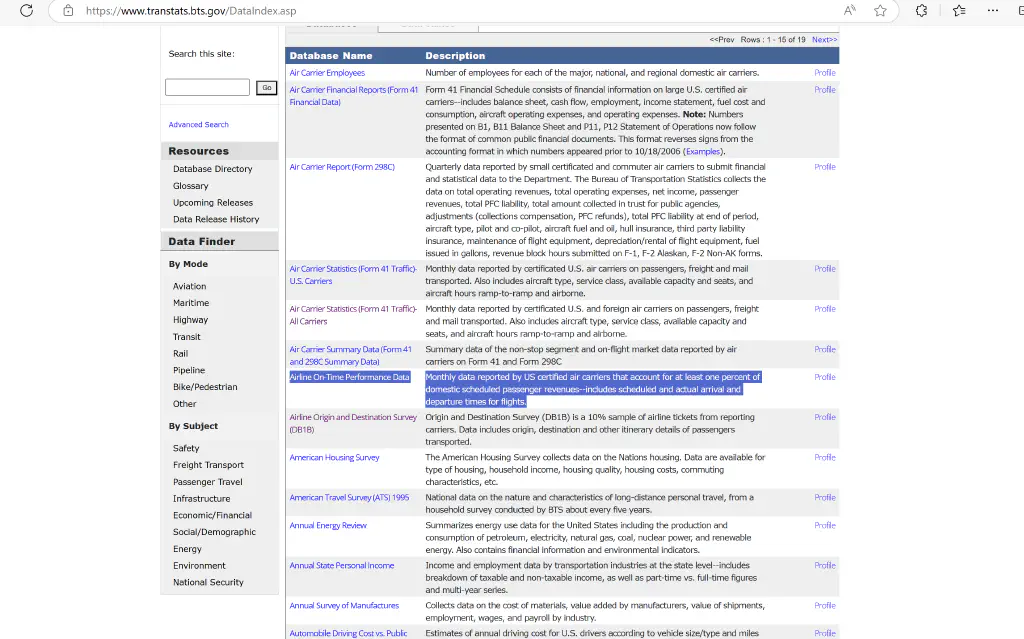 https://www.transtats.bts.gov/DataIndex.asp
<<Prev Rows : 1 - 15 of 19 Next>>
Search this site:
Go
Advanced Search
Resources
Database Directory
Glossary
Upcoming Releases
Data Release History
Data Finder
By Mode
Aviation
Maritime
Highway
Transit
Rail
Pipeline
Bike/Pedestrian
Other
By Subject
Safety
Freight Transport
Passenger Travel
Infrastructure
Economic/Financial
Social/Demographic
Energy
Environment
National Security
Database Name Description
Air Carrier Employees Number of employees for each of the major, national, and regional domestic air carriers. Profile
Air Carrier Financial Reports (Form 41 Form 41 Financial Schedule consists of financial information on large U.S. certified air Profile
Financial Data) carriers--includes balance sheet, cash flow, employment, income statement, fuel cost and
consumption, aircraft operating expenses, and operating expenses. Note: Numbers
presented on B1, B11 Balance Sheet and P11, P12 Statement of Operations now follow
the format of common public financial documents. This format reverses signs from the
accounting format in which numbers appeared prior to 10/18/2006 (Examples).
Air Carrier Report (Form 298C) Quarterly data reported by small certificated and commuter air carriers to submit financial Profile
and statistical data to the Department. The Bureau of Transportation Statistics collects the
data on total operating revenues, total operating expenses, net income, passenger
revenues, total PFC liability, total amount collected in trust for public agencies,
adjustments (collections compensation, PFC refunds), total PFC liability at end of period,
aircraft type, pilot and co-pilot, aircraft fuel and oil, hull insurance, third party liability
insurance, maintenance of flight equipment, depreciation/rental of flight equipment, fuel
issued in gallons, revenue block hours submitted on F-1, F-2 Alaskan, F-2 Non-AK forms.
Air Carrier Statistics (Form 41 Traffic)- Monthly data reported by certificated U.S. air carriers on passengers, freight and mail Profile
U.S. Carriers transported. Also includes aircraft type, service class, available capacity and seats, and
aircraft hours ramp-to-ramp and airborne.
Air Carrier Statistics (Form 41 Traffic)- Monthly data reported by certificated U.S. and foreign air carriers on passengers, freight Profile
All Carriers and mail transported. Also includes aircraft type, service class, available capacity and
seats, and aircraft hours ramp-to-ramp and airborne.
Air Carrier Summary Data (Form 41 Summary data of the non-stop segment and on-flight market data reported by air Profile
and 298C Summary Data) carriers on Form 41 and Form 298C
Airline On-Time Performance Data Monthly data reported by US certified air carriers that account for at least one percent of Profile
domestic scheduled passenger revenues--includes scheduled and actual arrival and
departure times for flights.
Airline Origin and Destination Survey Origin and Destination Survey (DB1B) is a 10% sample of airline tickets from reporting Profile
(DB1B) carriers. Data includes origin, destination and other itinerary details of passengers
transported.
American Housing Survey The American Housing Survey collects data on the Nations housing. Data are available for Profile
type of housing, household income, housing quality, housing costs, commuting
characteristics, etc.
American Travel Survey (ATS) 1995 National data on the nature and characteristics of long-distance personal travel, from a Profile
household survey conducted by BTS about every five years.
Annual Energy Review Summarizes energy use data for the United States including the production and Profile
consumption of petroleum, electricity, natural gas, coal, nuclear power, and renewable
energy. Also contains financial information and environmental indicators.
Annual State Personal Income Income and employment data by transportation industries at the state level--includes Profile
breakdown of taxable and non-taxable income, as well as part-time vs. full-time figures
and multi-year series.
Annual Survey of Manufactures Collects data on the cost of materials, value added by manufacturers, value of shipments, Profile
employment, wages, and payroll by industry.
Automobile Driving Cost vs. Public Estimates of annual driving cost for U.S. drivers according to vehicle size/type and miles Profile